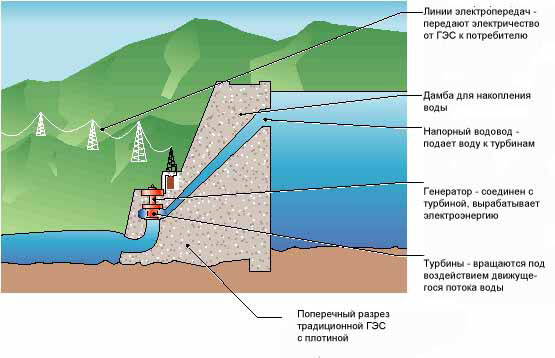 Линии электропередач -
передают электричество
от ГЭС к потребителю
Дамба для накопления
воды
Напорный водовод -
подает воду к турбинам
Генератор - соединен с
турбиной, вырабатывает
электроэнергию
Турбины - вращаются под
воздействием движуще-
гося потока воды
Поперечный разрез
традиционной ГЭС
с плотиной